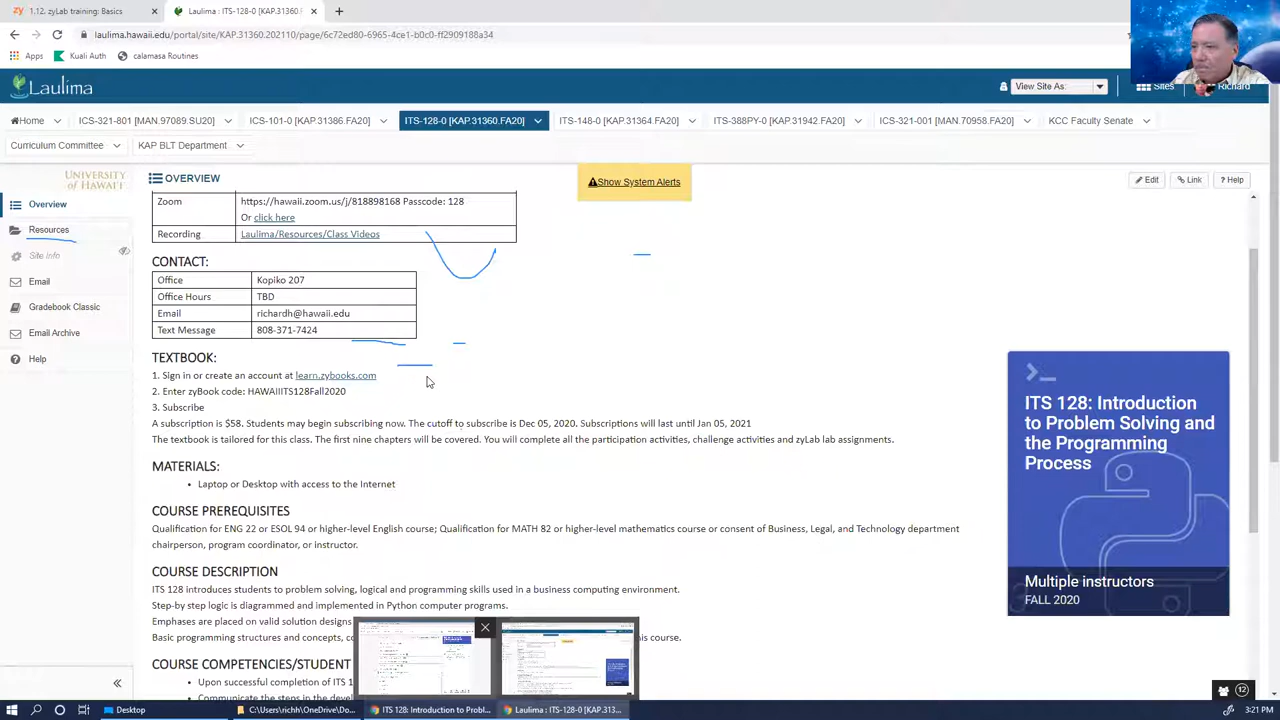 1.12. zyLab training: Basics
Laulima : ITS-128-0 [KAP.31360.
laulima.hawaii.edu/portal/site/KAP.31360.202110/page/6c72ed80-6965-4ce1-b0c0-ff2909188a34
Apps Kuali Auth calamasa Routines
Laulima
View Site As: Sites Richard
Home ICS-321-801 [MAN.97089.SU20] ICS-101-0 [KAP.31386.FA20] ITS-128-0 [KAP.31360.FA20] ITS-148-0 [KAP.31364.FA20] ITS-388PY-0 [KAP.31942.FA20] ICS-321-001 [MAN.70958.FA20] KCC Faculty Senate
Curriculum Committee KAP BLT Department
UNIVERSITY
OF HAWAI'I
Overview
Resources
Site Info
Email
Gradebook Classic
Email Archive
Help
OVERVIEW
Show System Alerts
Edit Link ? Help
Zoom https://hawaii.zoom.us/j/818898168 Passcode: 128
Or click here
Recording Laulima/Resources/Class Videos
CONTACT:
Office Kopiko 207
Office Hours TBD
Email richardh@hawaii.edu
Text Message 808-371-7424
TEXTBOOK:
1. Sign in or create an account at learn.zybooks.com
2. Enter zyBook code: HAWAIIITS128Fall2020
3. Subscribe
A subscription is $58. Students may begin subscribing now. The cutoff to subscribe is Dec 05, 2020. Subscriptions will last until Jan 05, 2021
The textbook is tailored for this class. The first nine chapters will be covered. You will complete all the participation activities, challenge activities and zyLab lab assignments.
MATERIALS:
• Laptop or Desktop with access to the Internet
COURSE PREREQUISITES
Qualification for ENG 22 or ESOL 94 or higher-level English course; Qualification for MATH 82 or higher-level mathematics course or consent of Business, Legal, and Technology department
chairperson, program coordinator, or instructor.
COURSE DESCRIPTION
ITS 128 introduces students to problem solving, logical and programming skills used in a business computing environment.
Step-by step logic is diagrammed and implemented in Python computer programs.
Emphases are placed on valid solution designs
Basic programming structures and concep
is course.
COURSE COMPETENCIES/STUDENT
Upon successful completion of ITS
Communicate the steps in the deve
ITS 128: Introduction
to Problem Solving and
the Programming
Process
Multiple instructors
FALL 2020
12
Desktop C:\Users\richh\OneDrive\Do... ITS 128: Introduction to Probl... Laulima : ITS-128-0 [KAP.313... 3:21 PM